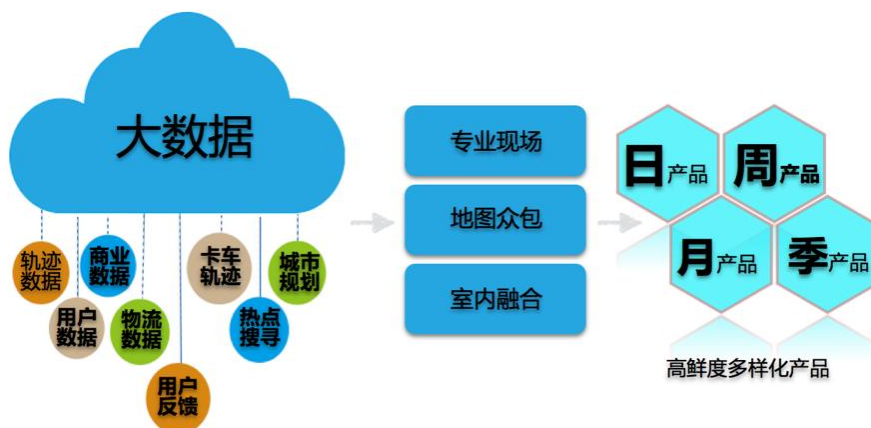 大数据
轨迹
数据
用户
数据
商业
数据
物流
数据
用户
反馈
卡车
轨迹
热点
搜寻
城市
规划
专业现场
地图众包
室内融合
日产品
周产品
月产品
季产品
高鲜度多样化产品